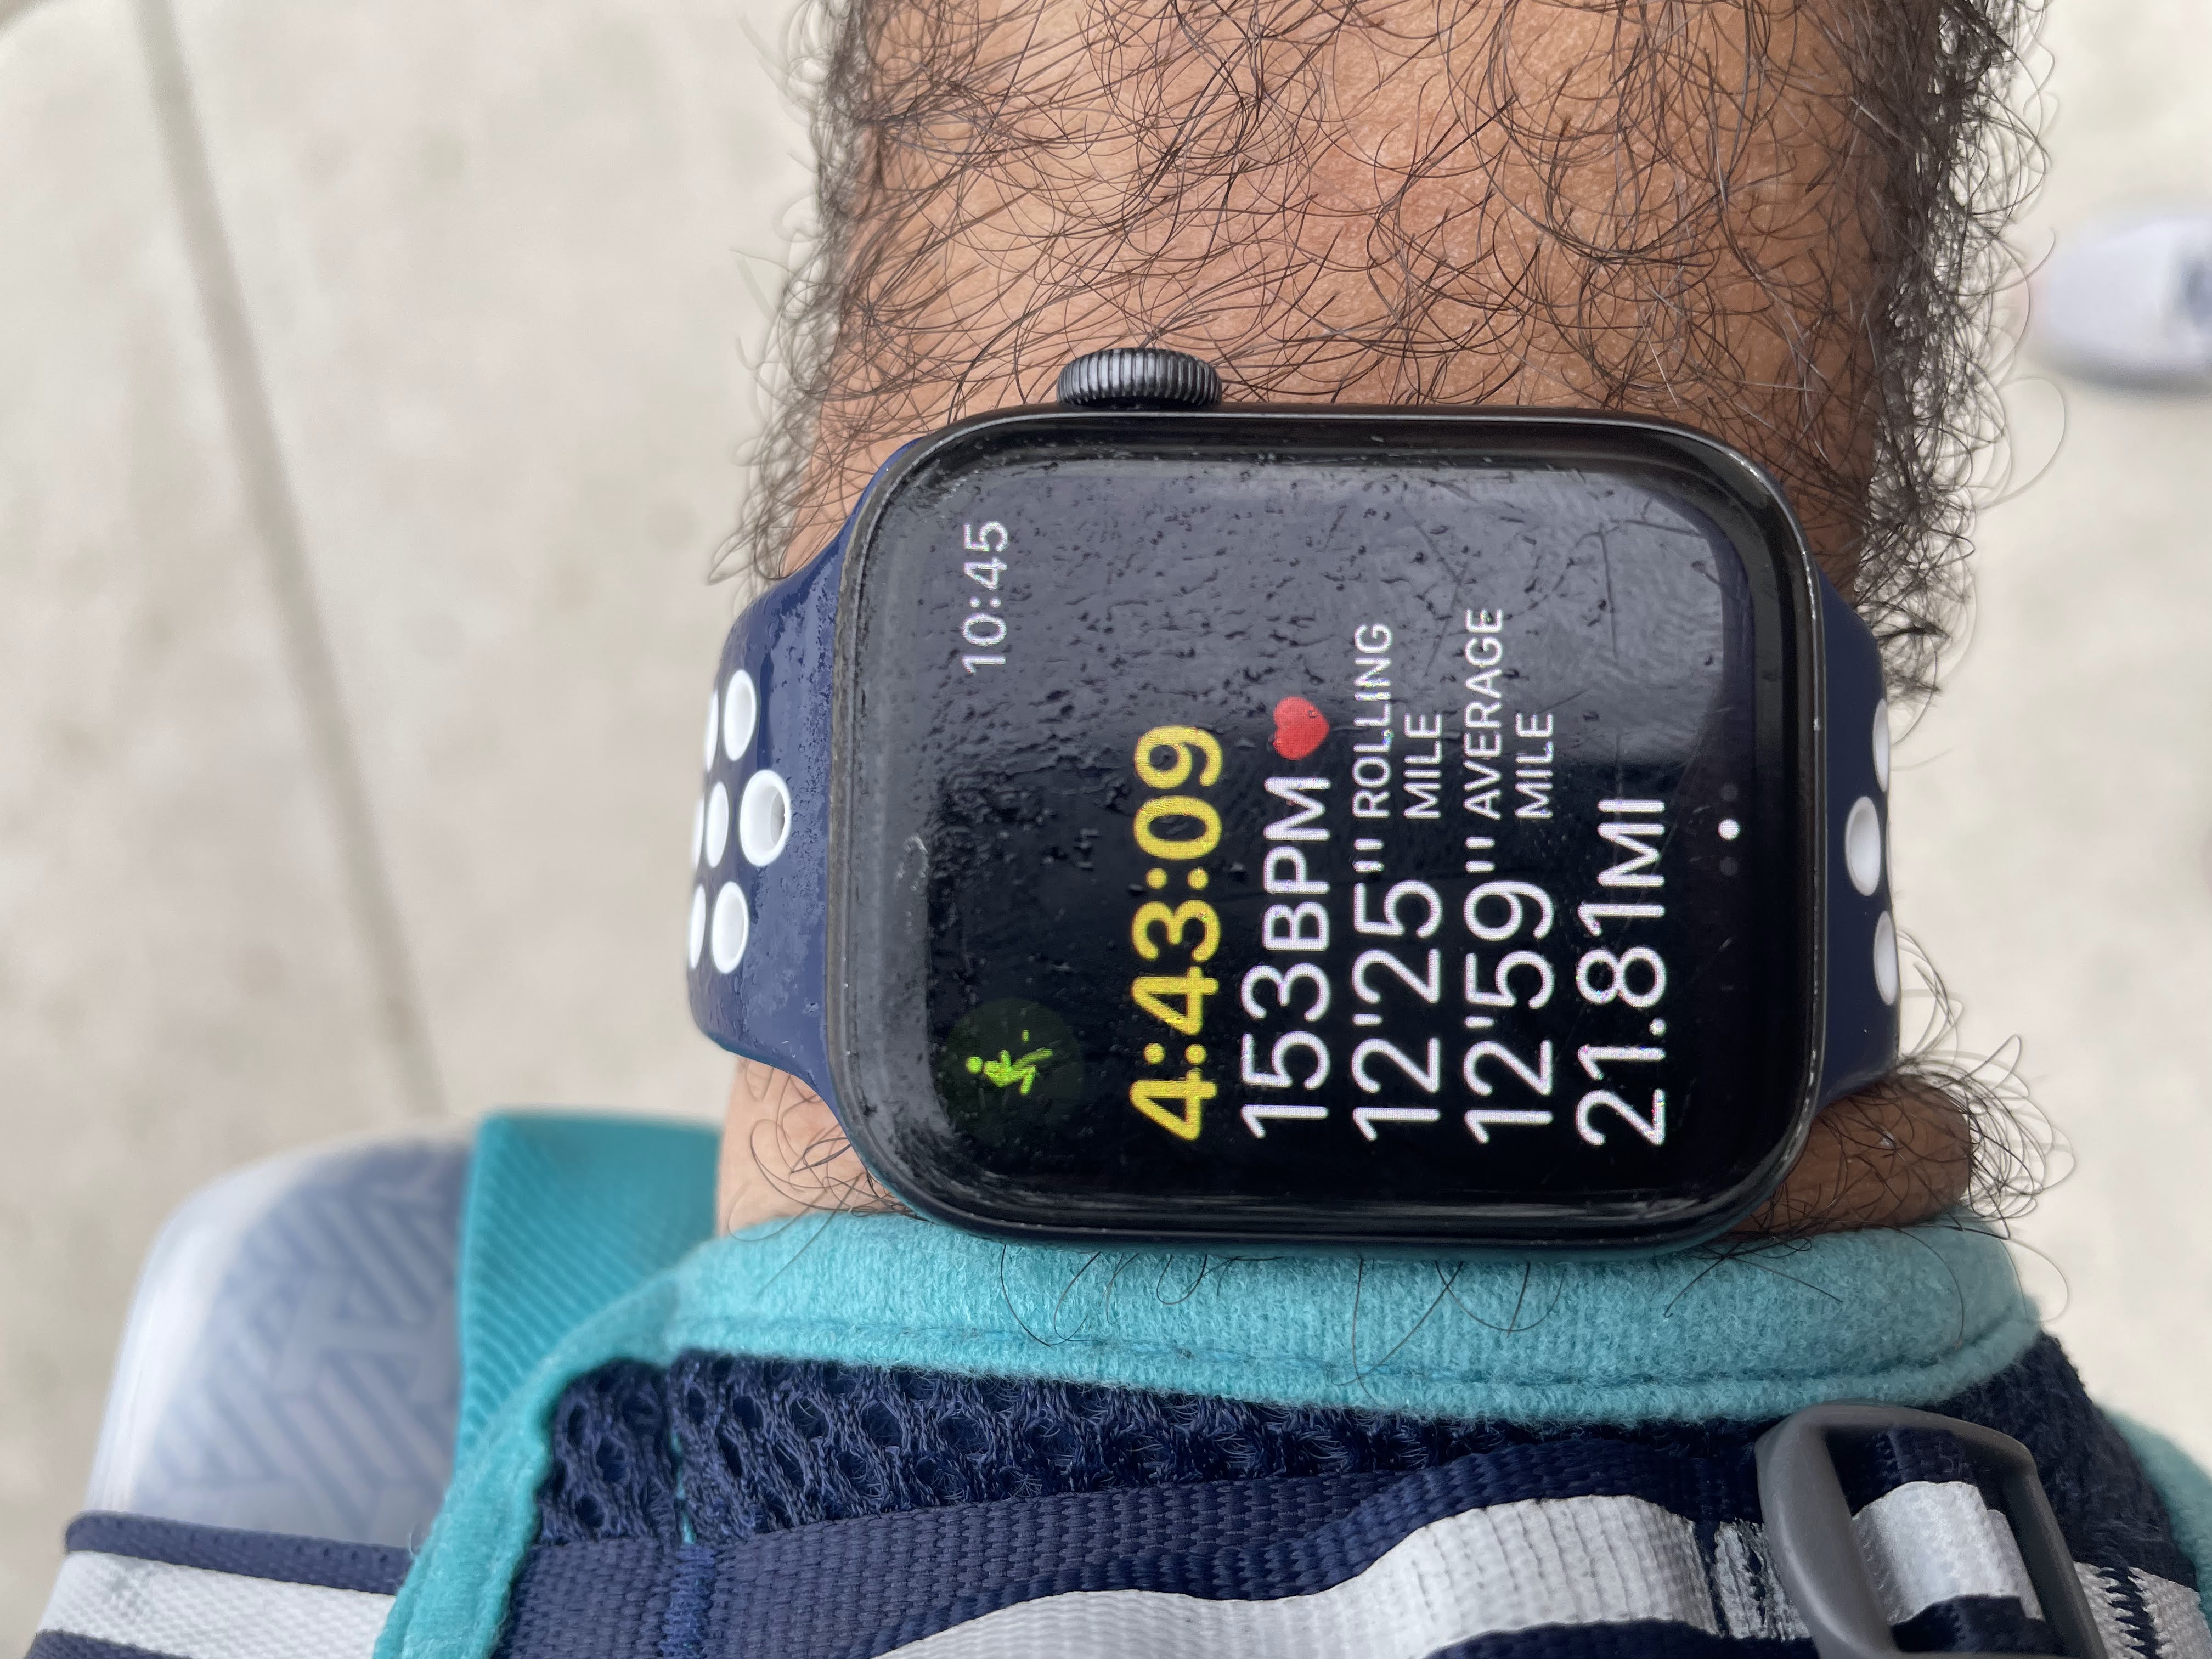 10:45
4:43:09
153BPM
12'25" ROLLING MILE
12'59" AVERAGE MILE
21.81MI